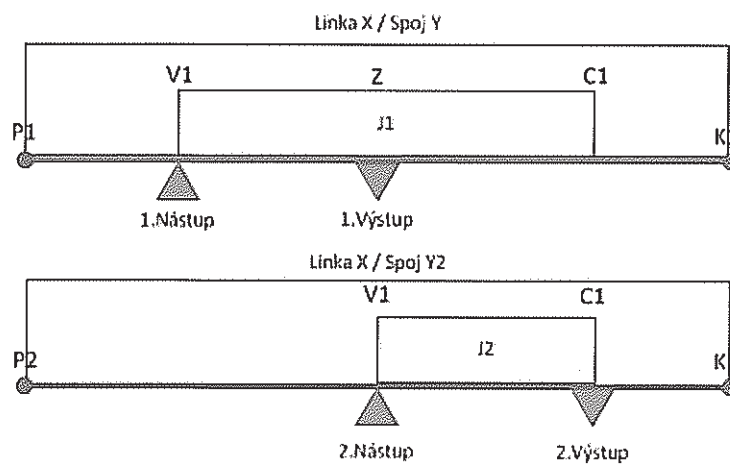 Linka X / Spoj Y
V1 Z C1
P1 J1 K
1.Nástup 1.Výstup
Linka X / Spoj Y2
V1 C1
P2 J2 K
2.Nástup 2.Výstup